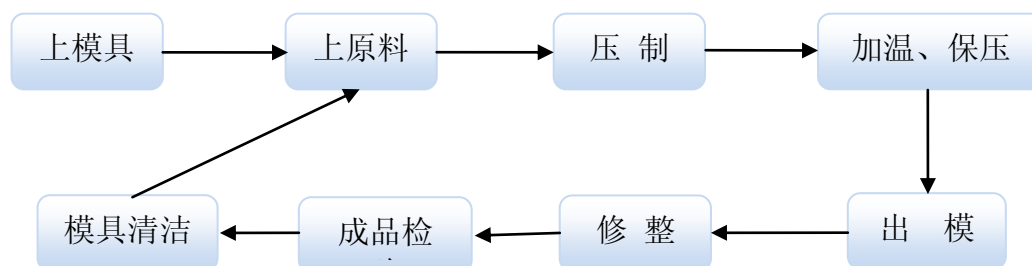 上模具
上原料
压 制
加温、保压
模具清洁
成品检
修 整
出 模